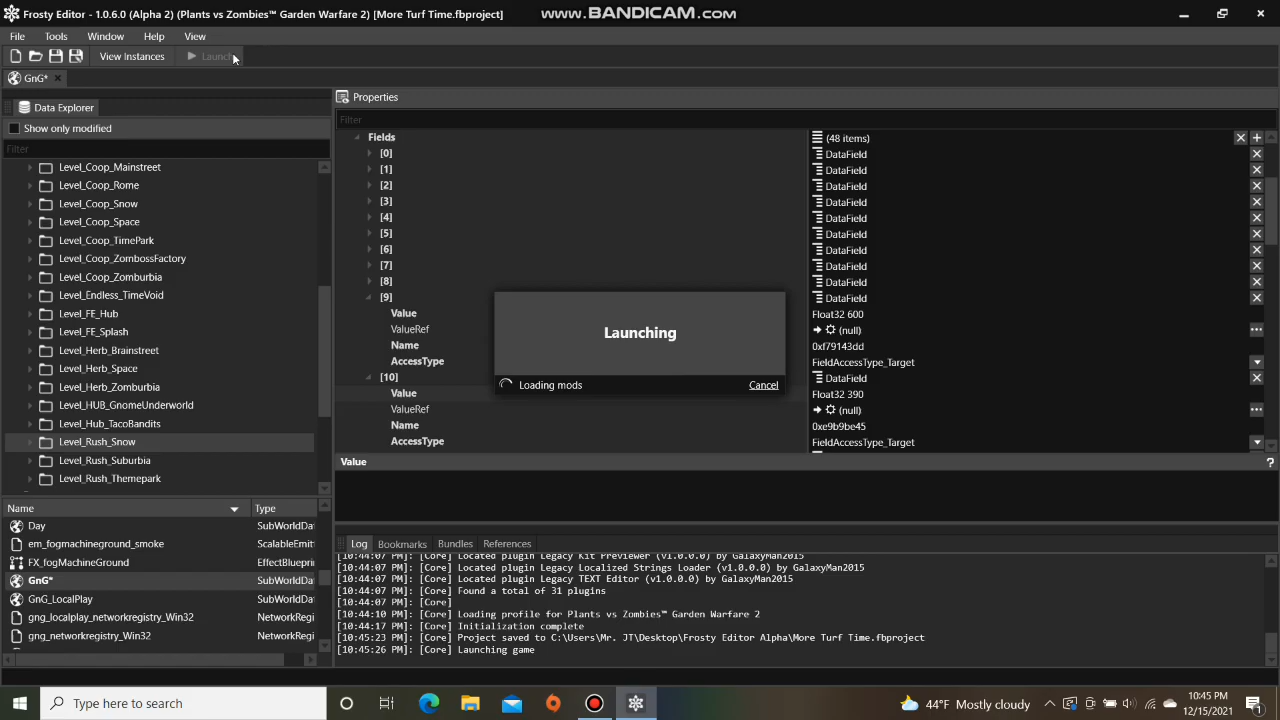 Frosty Editor - 1.0.6.0 (Alpha 2) (Plants vs Zombies™ Garden Warfare 2) [More Turf Time.fbproject]
www.BANDICAM.com
File Tools Window Help View
View Instances Launch
GnG*
Data Explorer
Show only modified
Filter
Level_Coop_Mainstreet
Level_Coop_Rome
Level_Coop_Snow
Level_Coop_Space
Level_Coop_TimePark
Level_Coop_ZombossFactory
Level_Coop_Zomburbia
Level_Endless_TimeVoid
Level_FE_Hub
Level_FE_Splash
Level_Herb_Brainstreet
Level_Herb_Space
Level_Herb_Zomburbia
Level_HUB_GnomeUnderworld
Level_Hub_TacoBandits
Level_Rush_Snow
Level_Rush_Suburbia
Level_Rush_Themepark
Name Type
Day SubWorldDa
em_fogmachineground_smoke ScalableEmit
FX_fogMachineGround EffectBluepri
GnG* SubWorldDa
GnG_LocalPlay SubWorldDa
gng_localplay_networkregistry_Win32 NetworkRegi
gng_networkregistry_Win32 NetworkRegi
Properties
Filter
Fields (48 items)
[0] DataField
[1] DataField
[2] DataField
[3] DataField
[4] DataField
[5] DataField
[6] DataField
[7] DataField
[8] DataField
[9] DataField
Value Float32 600
ValueRef (null)
Name 0xf79143dd
AccessType FieldAccessType_Target
[10] DataField
Value Float32 390
ValueRef (null)
Name 0xe9b9be45
AccessType FieldAccessType_Target
Launching
Loading mods Cancel
Value ?
Log Bookmarks Bundles References
[10:44:07 PM]: [Core] Located plugin Legacy Kit Previewer (v1.0.0.0) by GalaxyMan2015
[10:44:07 PM]: [Core] Located plugin Legacy Localized Strings Loader (v1.0.0.0) by GalaxyMan2015
[10:44:07 PM]: [Core] Located plugin Legacy TEXT Editor (v1.0.0.0) by GalaxyMan2015
[10:44:07 PM]: [Core] Found a total of 31 plugins
[10:44:07 PM]: [Core]
[10:44:10 PM]: [Core] Loading profile for Plants vs Zombies™ Garden Warfare 2
[10:44:17 PM]: [Core] Initialization complete
[10:45:23 PM]: [Core] Project saved to C:\Users\Mr. JT\Desktop\Frosty Editor Alpha\More Turf Time.fbproject
[10:45:26 PM]: [Core] Launching game
Type here to search
44°F Mostly cloudy
10:45 PM
12/15/2021
1